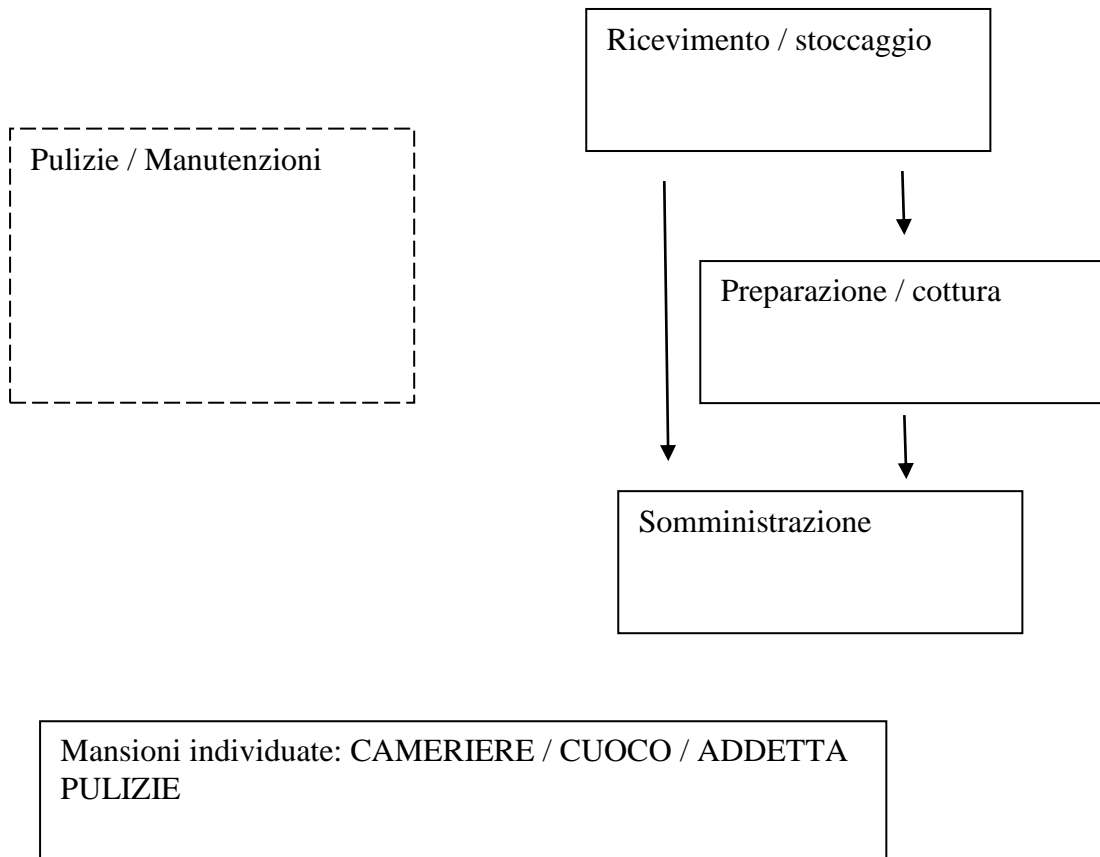 Ricevimento / stoccaggio
Pulizie / Manutenzioni
Preparazione / cottura
Somministrazione
Mansioni individuate: CAMERIERE / CUOCO / ADDETTA
PULIZIE